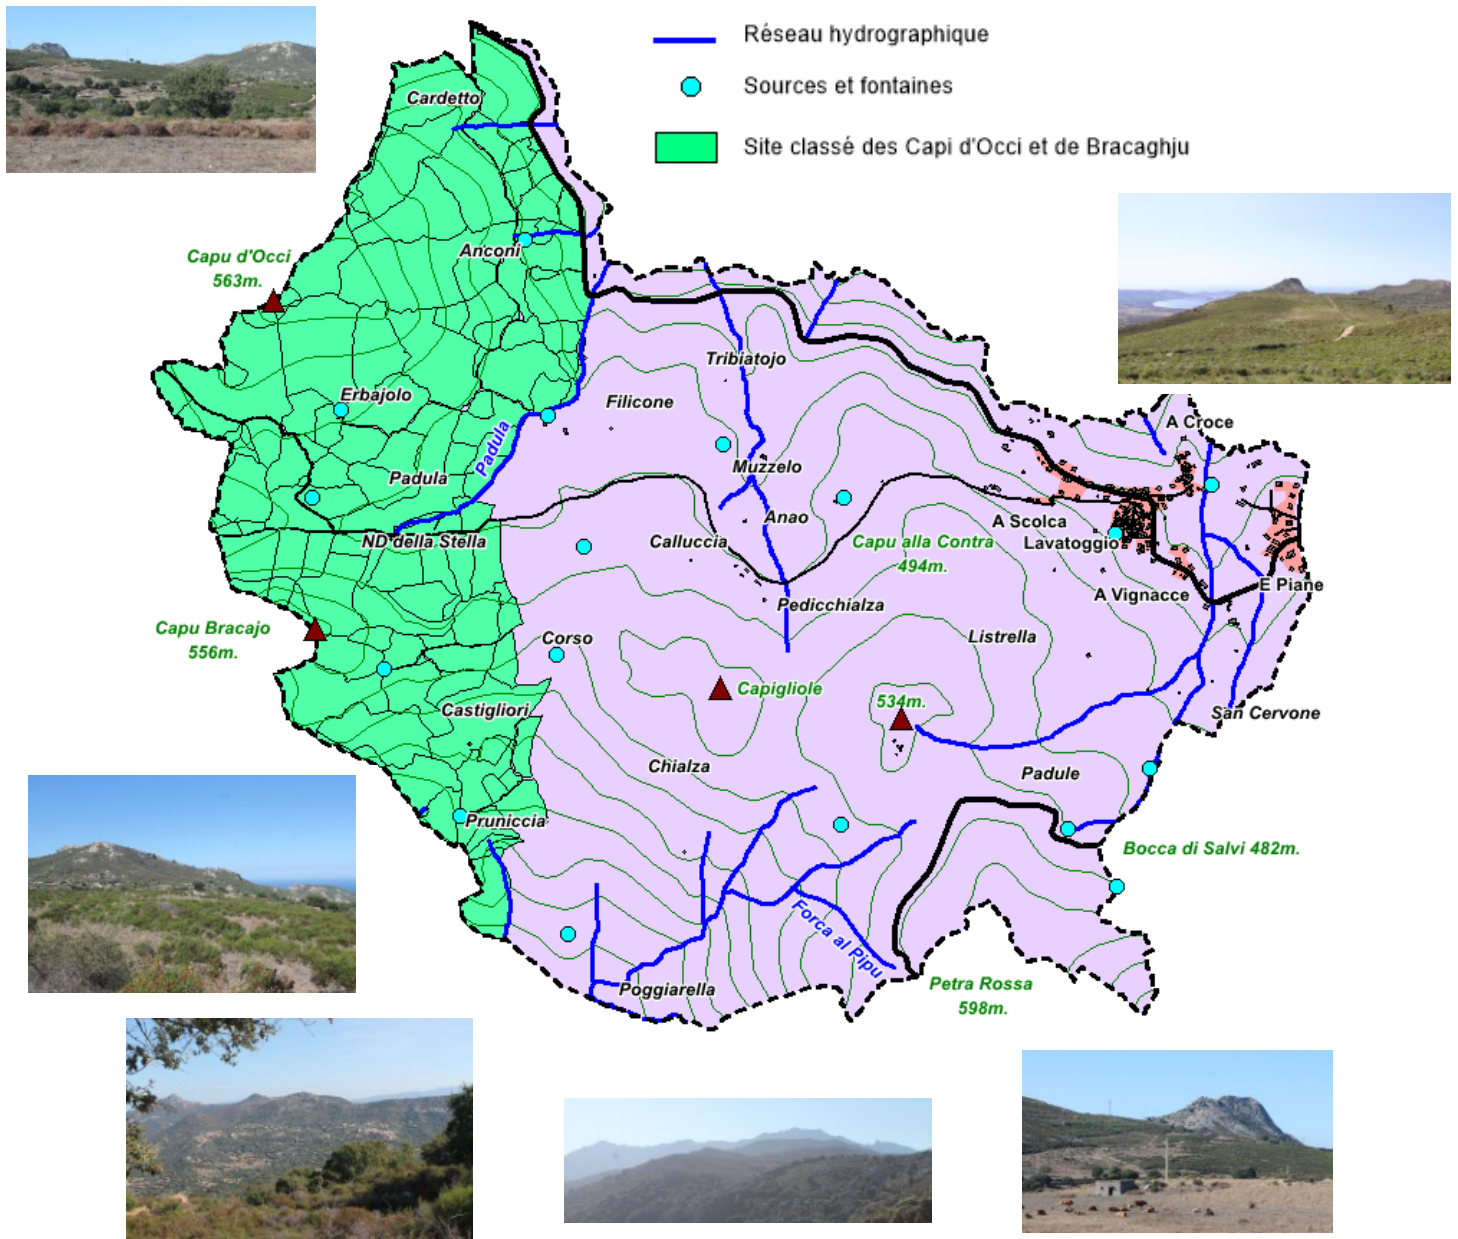 Réseau hydrographique
Sources et fontaines
Site classé des Capi d'Occi et de Bracaghju
Cardetto
Anconi
Capu d'Occi
563m.
Tribiatojo
Erbajolo
Filicone
A Croce
Padula
Muzzelo
Padula
Anao
A Scolca
ND della Stella
Calluccia
Capu alla Contra
494m.
Lavatoggio
E Piane
A Vignacce
Pedicchialza
Capu Bracajo
556m.
Corso
Listrella
Capigliole
534m.
Castigliori
San Cervone
Chialza
Padule
Pruniccia
Bocca di Salvi 482m.
Forca al Pipu
Poggiarella
Petra Rossa
598m.